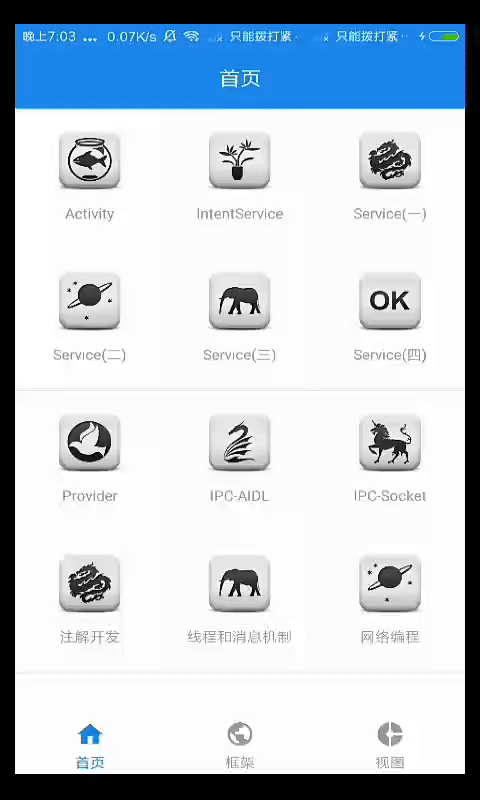 晚上7:03 ... 0.07K/s 只能拨打紧… 只能拨打紧…
首页
Activity IntentService Service(一)
OK
Service(二) Service(三) Service(四)
Provider IPC-AIDL IPC-Socket
注解开发 线程和消息机制 网络编程
首页 框架 视图